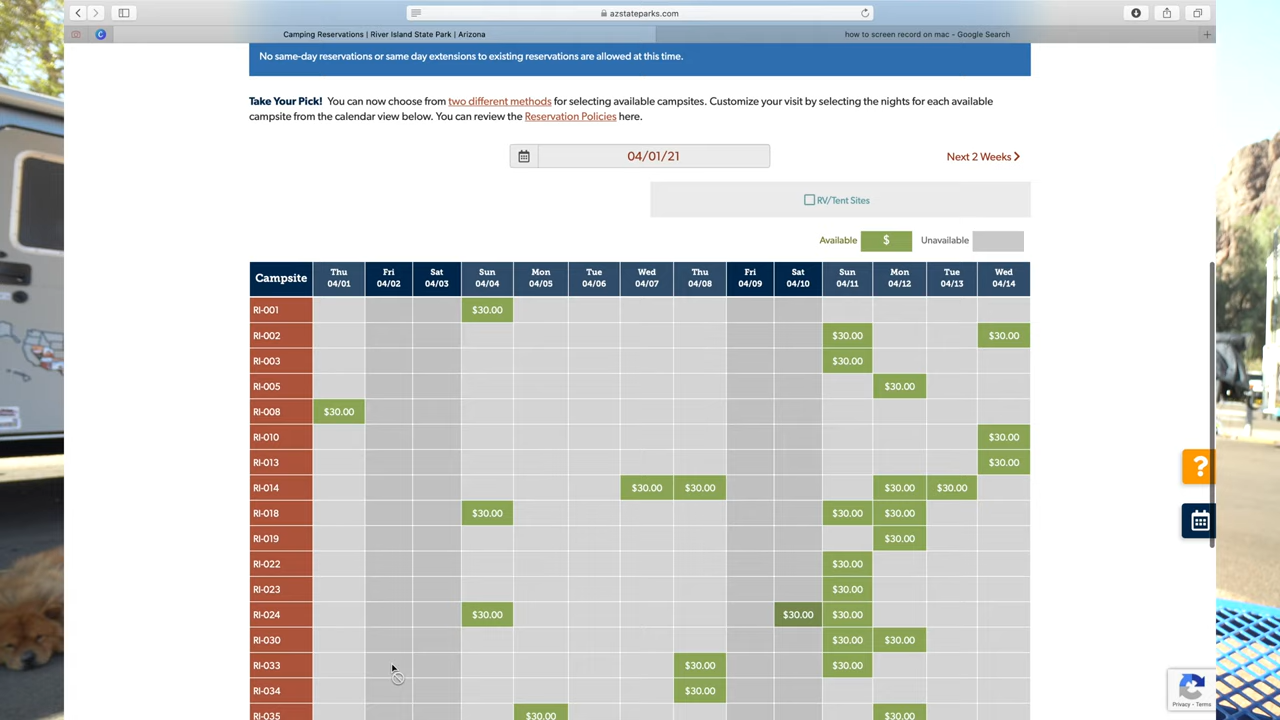 azstateparks.com
Camping Reservations | River Island State Park | Arizona
how to screen record on mac - Google Search
No same-day reservations or same day extensions to existing reservations are allowed at this time.
Take Your Pick! You can now choose from two different methods for selecting available campsites. Customize your visit by selecting the nights for each available
campsite from the calendar view below. You can review the Reservation Policies here.
04/01/21
Next 2 Weeks
RV/Tent Sites
Available $ Unavailable
Campsite Thu 04/01 Fri 04/02 Sat 04/03 Sun 04/04 Mon 04/05 Tue 04/06 Wed 04/07 Thu 04/08 Fri 04/09 Sat 04/10 Sun 04/11 Mon 04/12 Tue 04/13 Wed 04/14
RI-001 $30.00
RI-002 $30.00 $30.00
RI-003 $30.00
RI-005 $30.00
RI-008 $30.00
RI-010 $30.00
RI-013 $30.00
RI-014 $30.00 $30.00 $30.00 $30.00
RI-018 $30.00 $30.00 $30.00
RI-019 $30.00
RI-022 $30.00
RI-023 $30.00
RI-024 $30.00 $30.00 $30.00
RI-030 $30.00 $30.00
RI-033 $30.00 $30.00
RI-034 $30.00
RI-035 $30.00 $30.00
?
Privacy - Terms